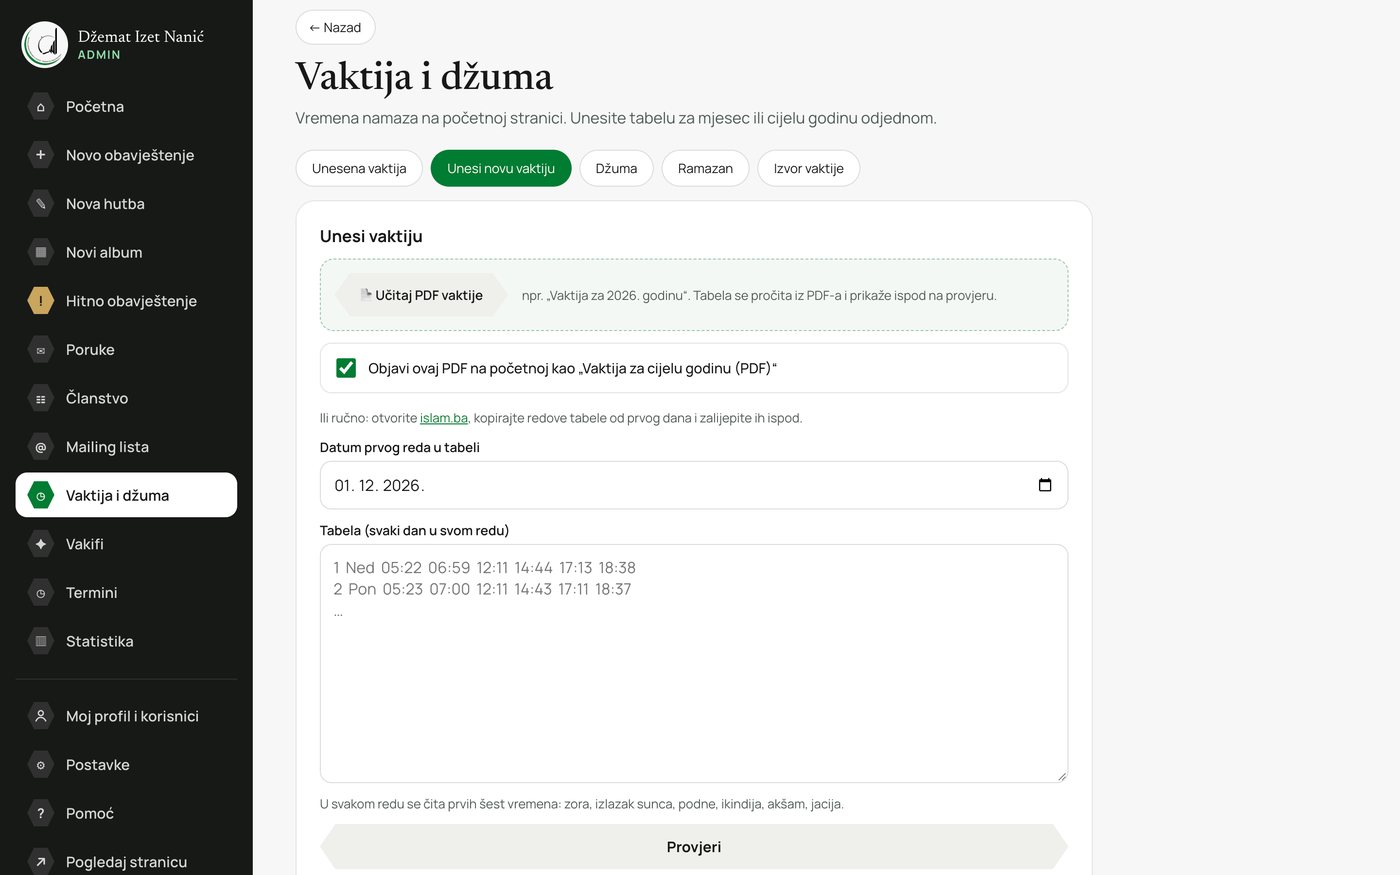 Džemat Izet Nanić
ADMIN
Početna
Novo obavještenje
Nova hutba
Novi album
Hitno obavještenje
Poruke
Članstvo
Mailing lista
Vaktija i džuma
Vakifi
Termini
Statistika
Moj profil i korisnici
Postavke
Pomoć
Pogledaj stranicu
← Nazad
Vaktija i džuma
Vremena namaza na početnoj stranici. Unesite tabelu za mjesec ili cijelu godinu odjednom.
Unesena vaktija
Unesi novu vaktiju
Džuma
Ramazan
Izvor vaktije
Unesi vaktiju
Učitaj PDF vaktije
npr. „Vaktija za 2026. godinu“. Tabela se pročita iz PDF-a i prikaže ispod na provjeru.
Objavi ovaj PDF na početnoj kao „Vaktija za cijelu godinu (PDF)“
Ili ručno: otvorite islam.ba, kopirajte redove tabele od prvog dana i zalijepite ih ispod.
Datum prvog reda u tabeli
01. 12. 2026.
Tabela (svaki dan u svom redu)
1 Ned 05:22 06:59 12:11 14:44 17:13 18:38
2 Pon 05:23 07:00 12:11 14:43 17:11 18:37
…
U svakom redu se čita prvih šest vremena: zora, izlazak sunca, podne, ikindija, akšam, jacija.
Provjeri